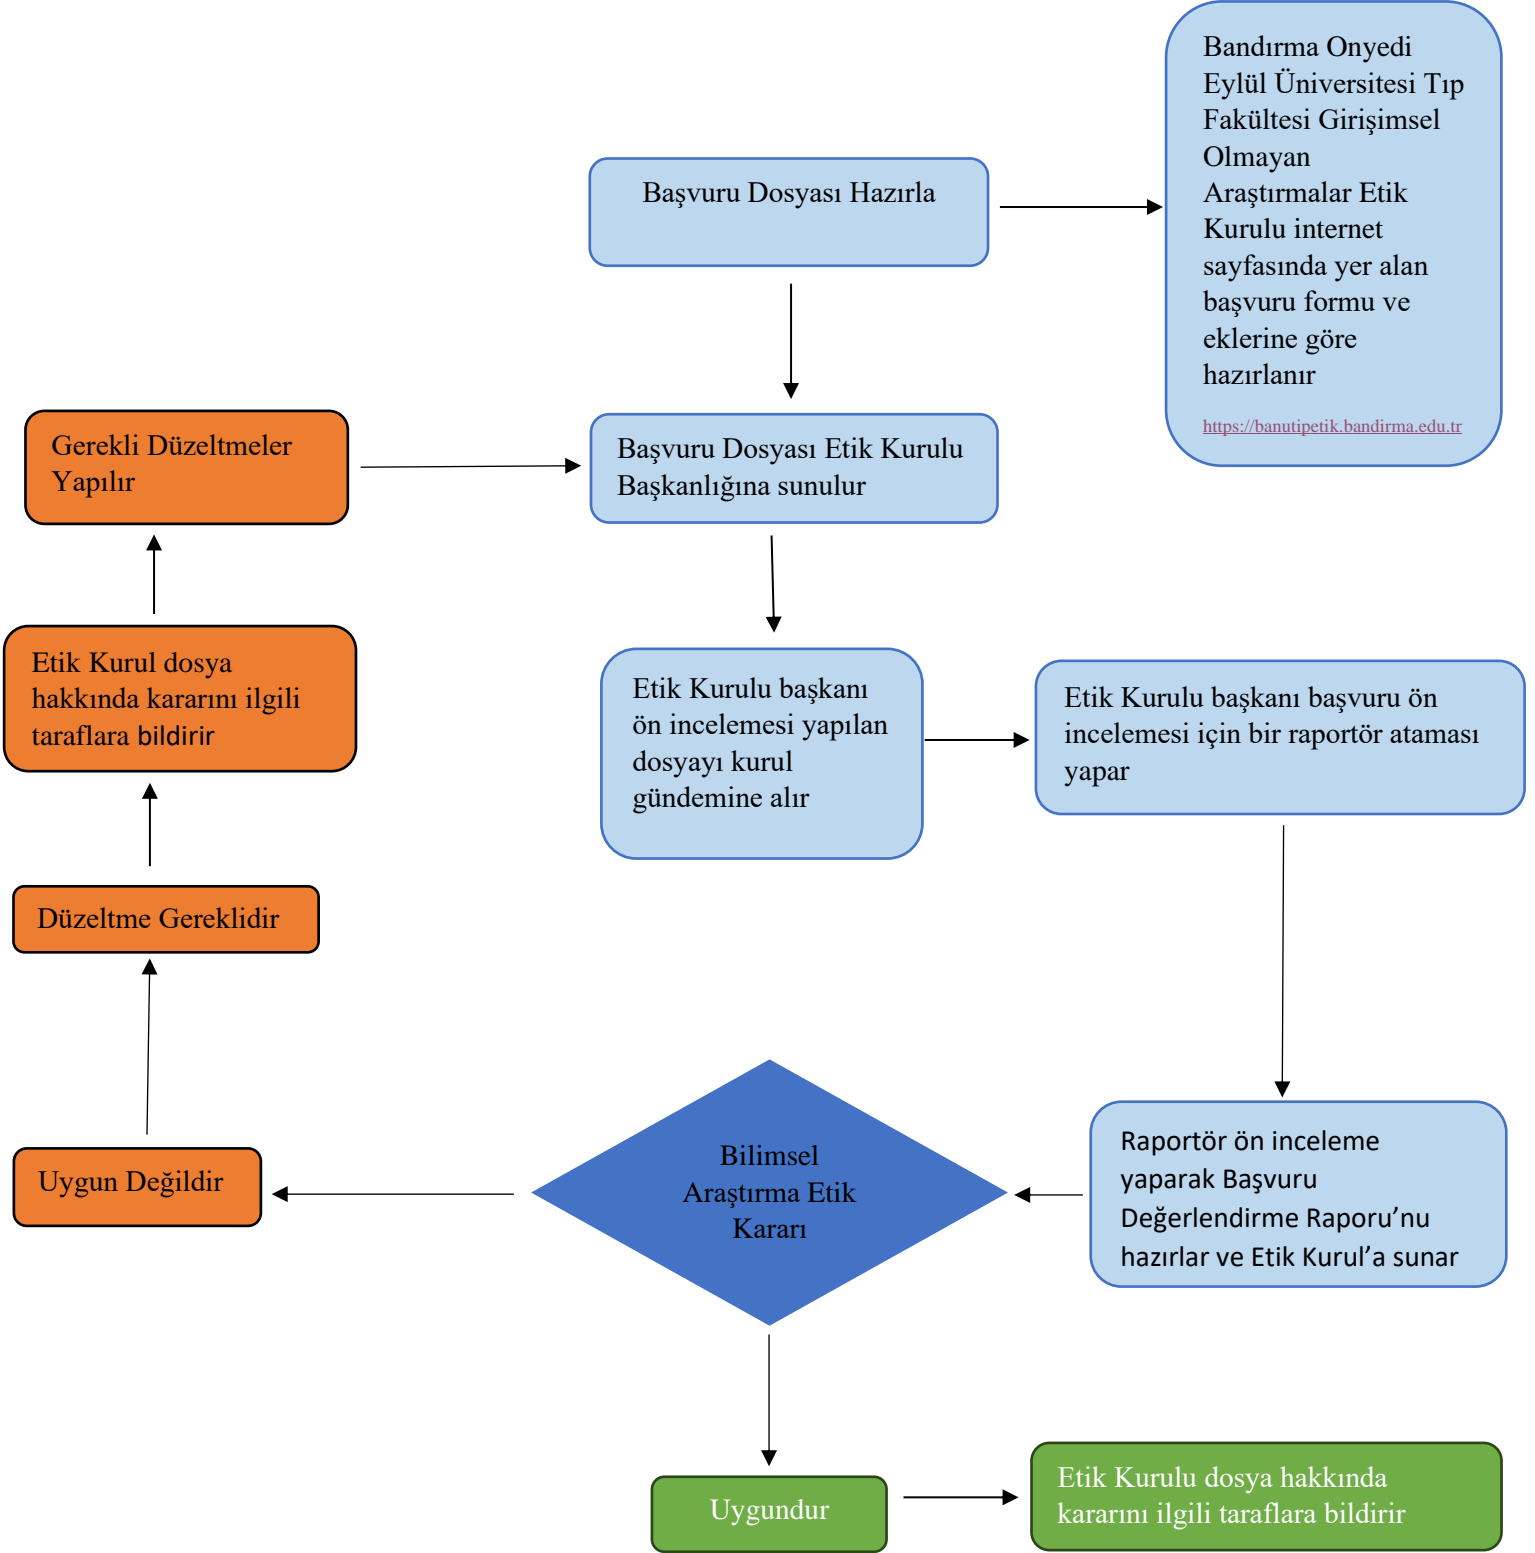 Bandırma Onyedi
Eylül Üniversitesi Tıp
Fakültesi Girişimsel
Olmayan
Araştırmalar Etik
Kurulu internet
sayfasında yer alan
başvuru formu ve
eklerine göre
hazırlanır
https://banutipetik.bandirma.edu.tr
Başvuru Dosyası Hazırla
Gerekli Düzeltmeler
Yapılır
Başvuru Dosyası Etik Kurulu
Başkanlığına sunulur
Etik Kurul dosya
hakkında kararını ilgili
taraflara bildirir
Etik Kurulu başkanı
ön incelemesi yapılan
dosyayı kurul
gündemine alır
Etik Kurulu başkanı başvuru ön
incelemesi için bir raportör ataması
yapar
Düzeltme Gereklidir
Uygun Değildir
Bilimsel
Araştırma Etik
Kararı
Raportör ön inceleme
yaparak Başvuru
Değerlendirme Raporu’nu
hazırlar ve Etik Kurul’a sunar
Uygundur
Etik Kurulu dosya hakkında
kararını ilgili taraflara bildirir